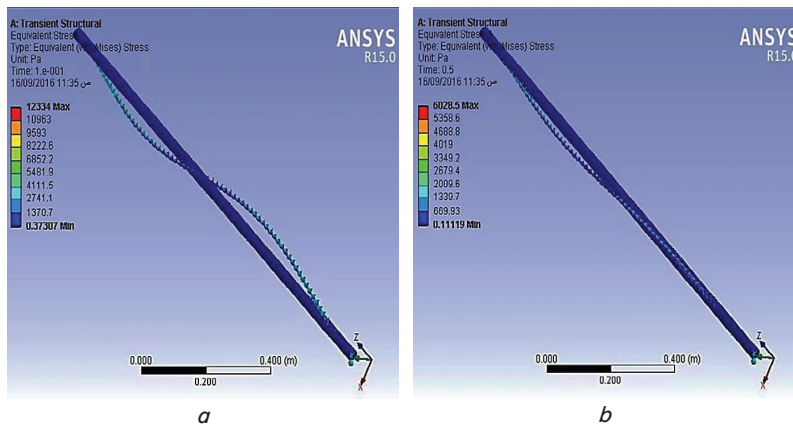 A: Transient Structural
Equivalent Stress
Type: Equivalent (von-Mises) Stress
Unit: Pa
Time: 1.e-001
16/09/2016 11:35 ص
ANSYS
R15.0
12334 Max
10963
9593
8222.6
6852.2
5481.9
4111.5
2741.1
1370.7
0.37307 Min
0.000
0.400 (m)
0.200
Z
X
a
A: Transient Structural
Equivalent Stress
Type: Equivalent (von-Mises) Stress
Unit: Pa
Time: 0.5
16/09/2016 11:35 ص
ANSYS
R15.0
6028.5 Max
5358.6
4688.8
4019
3349.2
2679.4
2009.6
1339.7
669.93
0.11119 Min
0.000
0.400 (m)
0.200
Z
X
b